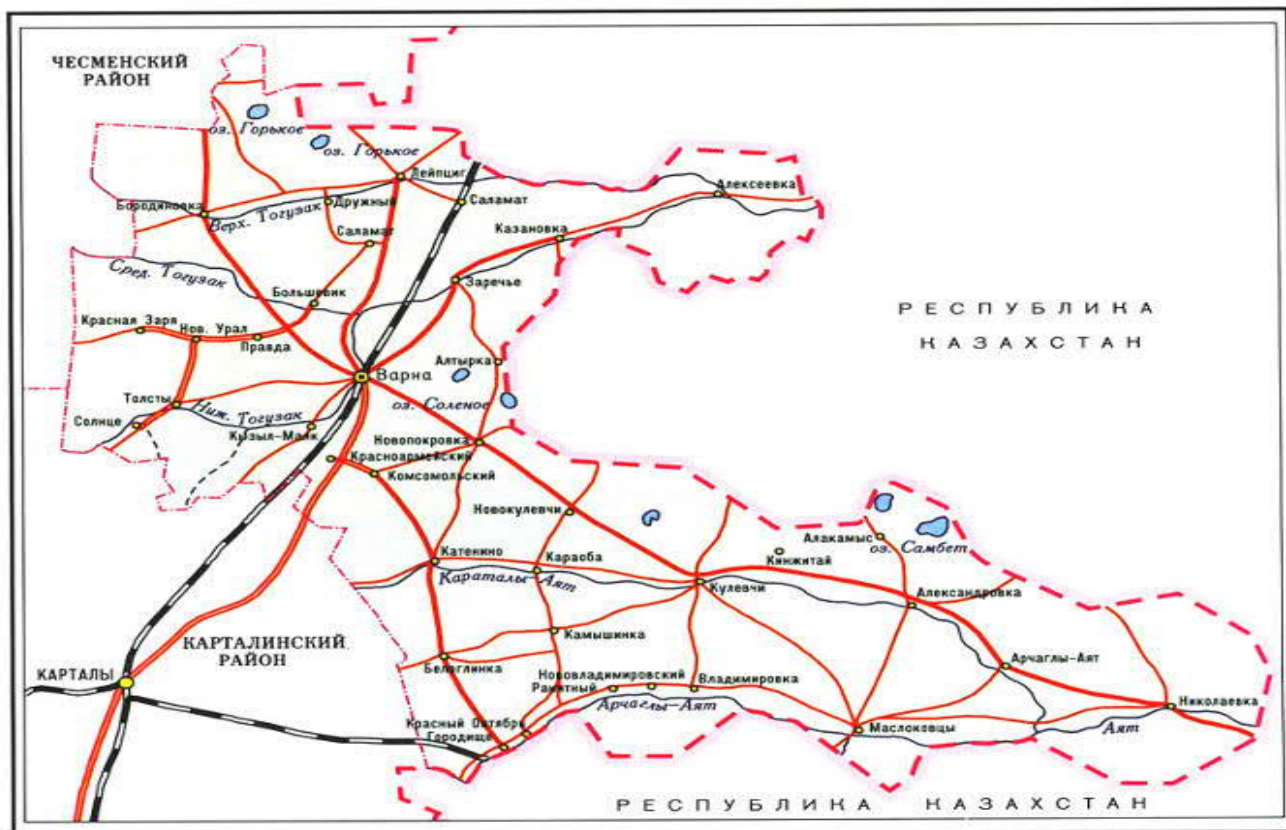 ЧЕСМЕНСКИЙ
РАЙОН
оз. Горькое
оз. Горькое
Лейпциг
Алексеевка
Бородиновка
Верх. Тогузак
Дружный
Саламат
Саламат
Казановка
Сред. Тогузак
Заречье
Большевик
РЕСПУБЛИКА
КАЗАХСТАН
Красная Заря
Нов. Урал
Правда
Алтырка
Варна
оз. Соленое
Толсты
Ниж. Тогузак
Солнце
Кызыл-Маяк
Новопокровка
Красноармейский
Комсомольский
Новокулевчи
Алакамыс
оз. Самбет
Катенино
Караоба
Кинжитай
Караталы-Аят
Кулевчи
Александровка
КАРТАЛИНСКИЙ
РАЙОН
Камышинка
Белоглинка
Арчаглы-Аят
КАРТАЛЫ
Нововладимировский
Ракитный
Владимировка
Арчаглы-Аят
Николаевка
Красный Октябрь
Городище
Маслоковцы
Аят
РЕСПУБЛИКА КАЗАХСТАН